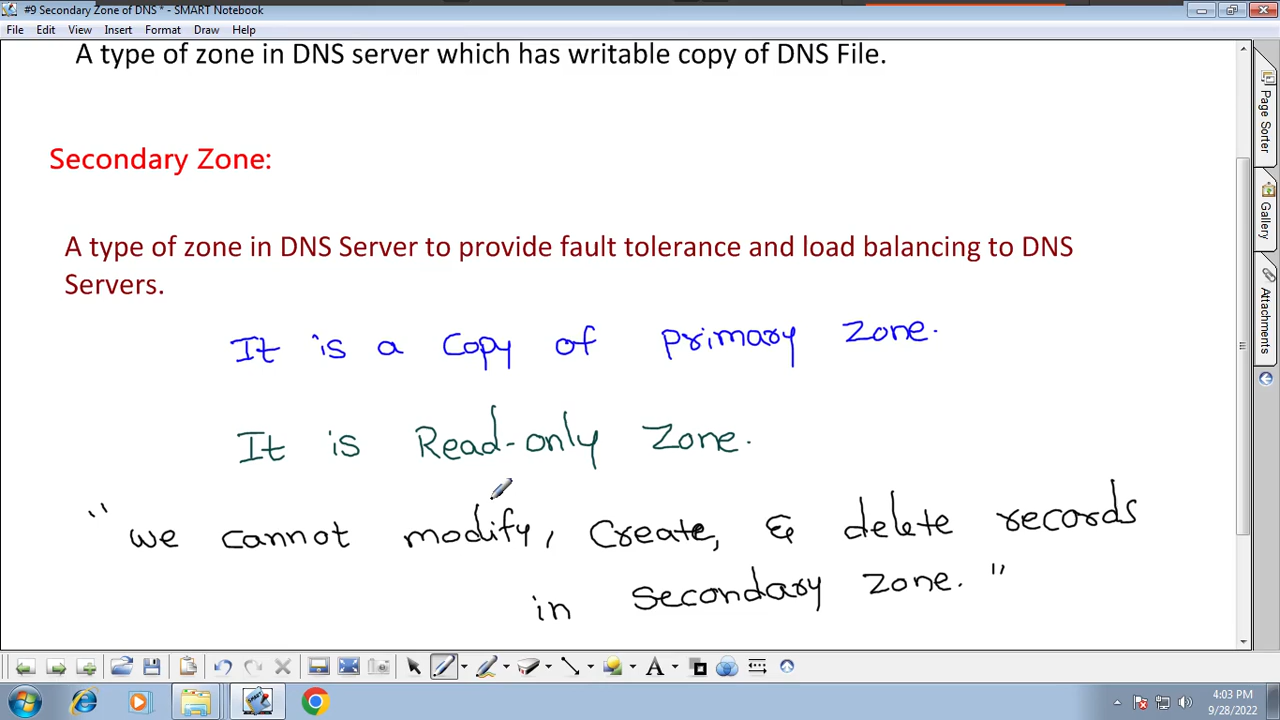 #9 Secondary Zone of DNS * - SMART Notebook
File Edit View Insert Format Draw Help
A type of zone in DNS server which has writable copy of DNS File.
Secondary Zone:
A type of zone in DNS Server to provide fault tolerance and load balancing to DNS
Servers.
It is a copy of primary zone.
It is Read-only zone.
"we cannot modify, create, & delete records
in secondary zone."
Page Sorter
Gallery
Attachments
4:03 PM
9/28/2022